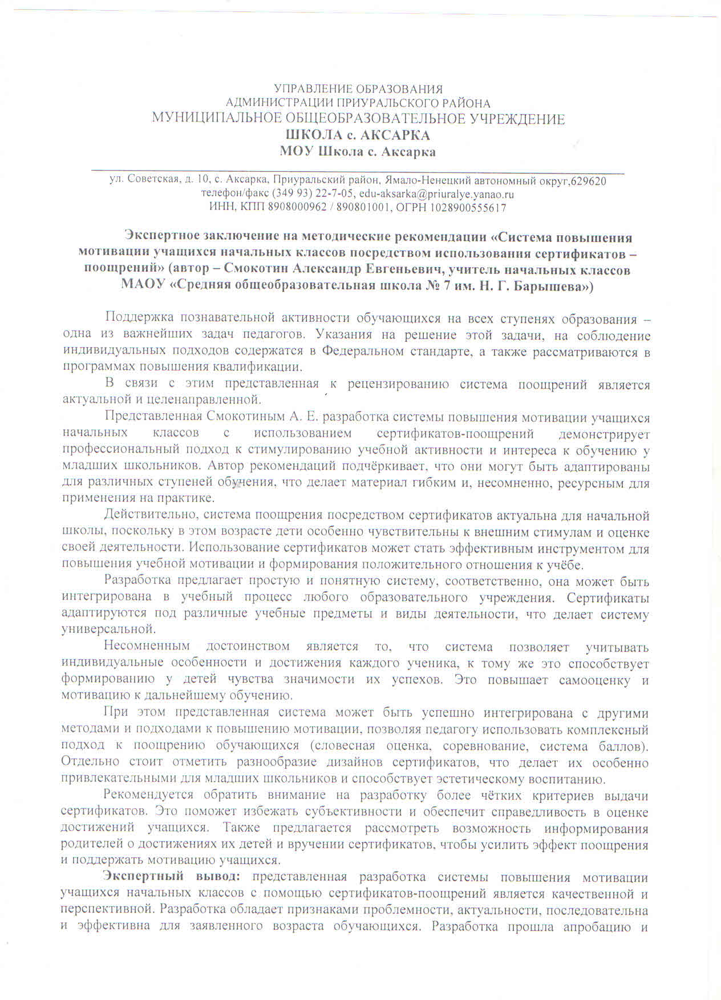 УПРАВЛЕНИЕ ОБРАЗОВАНИЯ
АДМИНИСТРАЦИИ ПРИУРАЛЬСКОГО РАЙОНА
МУНИЦИПАЛЬНОЕ ОБЩЕОБРАЗОВАТЕЛЬНОЕ УЧРЕЖДЕНИЕ
ШКОЛА с. АКСАРКА
МОУ Школа с. Аксарка
ул. Советская, д. 10, с. Аксарка, Приуральский район, Ямало-Ненецкий автономный округ,629620
телефон/факс (349 93) 22-7-05, edu-aksarka@priuralye.yanao.ru
ИНН, КПП 8908000962 / 890801001, ОГРН 1028900555617
Экспертное заключение на методические рекомендации «Система повышения
мотивации учащихся начальных классов посредством использования сертификатов –
поощрений» (автор – Смокотин Александр Евгеньевич, учитель начальных классов
МАОУ «Средняя общеобразовательная школа № 7 им. Н. Г. Барышева»)
Поддержка познавательной активности обучающихся на всех ступенях образования –
одна из важнейших задач педагогов. Указания на решение этой задачи, на соблюдение
индивидуальных подходов содержатся в Федеральном стандарте, а также рассматриваются в
программах повышения квалификации.
В связи с этим представленная к рецензированию система поощрений является
актуальной и целенаправленной.
Представленная Смокотиным А. Е. разработка системы повышения мотивации учащихся
начальных классов с использованием сертификатов-поощрений демонстрирует
профессиональный подход к стимулированию учебной активности и интереса к обучению у
младших школьников. Автор рекомендаций подчёркивает, что они могут быть адаптированы
для различных ступеней обучения, что делает материал гибким и, несомненно, ресурсным для
применения на практике.
Действительно, система поощрения посредством сертификатов актуальна для начальной
школы, поскольку в этом возрасте дети особенно чувствительны к внешним стимулам и оценке
своей деятельности. Использование сертификатов может стать эффективным инструментом для
повышения учебной мотивации и формирования положительного отношения к учёбе.
Разработка предлагает простую и понятную систему, соответственно, она может быть
интегрирована в учебный процесс любого образовательного учреждения. Сертификаты
адаптируются под различные учебные предметы и виды деятельности, что делает систему
универсальной.
Несомненным достоинством является то, что система позволяет учитывать
индивидуальные особенности и достижения каждого ученика, к тому же это способствует
формированию у детей чувства значимости их успехов. Это повышает самооценку и
мотивацию к дальнейшему обучению.
При этом представленная система может быть успешно интегрирована с другими
методами и подходами к повышению мотивации, позволяя педагогу использовать комплексный
подход к поощрению обучающихся (словесная оценка, соревнование, система баллов).
Отдельно стоит отметить разнообразие дизайнов сертификатов, что делает их особенно
привлекательными для младших школьников и способствует эстетическому воспитанию.
Рекомендуется обратить внимание на разработку более чётких критериев выдачи
сертификатов. Это поможет избежать субъективности и обеспечит справедливость в оценке
достижений учащихся. Также предлагается рассмотреть возможность информирования
родителей о достижениях их детей и вручении сертификатов, чтобы усилить эффект поощрения
и поддержать мотивацию учащихся.
Экспертный вывод: представленная разработка системы повышения мотивации
учащихся начальных классов с помощью сертификатов-поощрений является качественной и
перспективной. Разработка обладает признаками проблемности, актуальности, последовательна
и эффективна для заявленного возраста обучающихся. Разработка прошла апробацию и